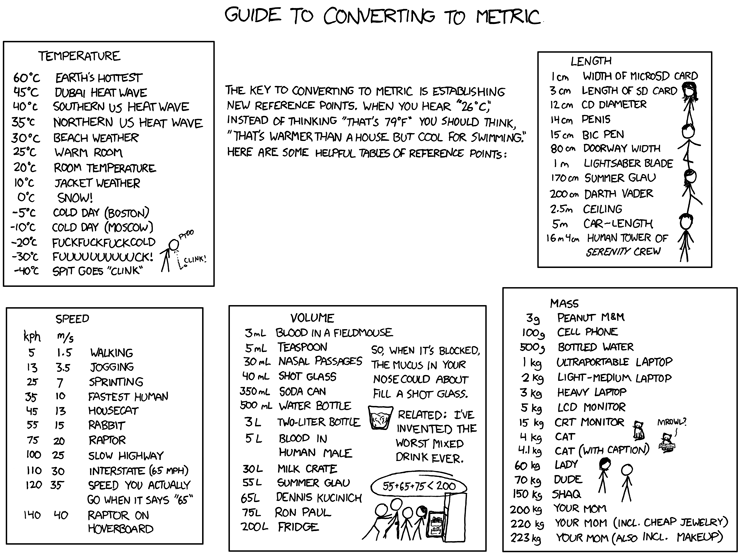 GUIDE TO CONVERTING TO METRIC
TEMPERATURE
60°C EARTH'S HOTTEST
45°C DUBAI HEAT WAVE
40°C SOUTHERN US HEAT WAVE
35°C NORTHERN US HEAT WAVE
30°C BEACH WEATHER
25°C WARM ROOM
20°C ROOM TEMPERATURE
10°C JACKET WEATHER
0°C SNOW!
-5°C COLD DAY (BOSTON)
-10°C COLD DAY (MOSCOW)
-20°C FUCKFUCKFUCKCOLD
-30°C FUUUUUUUUUUCK!
-40°C SPIT GOES "CLINK"
PTOO
CLINK!
THE KEY TO CONVERTING TO METRIC IS ESTABLISHING
NEW REFERENCE POINTS. WHEN YOU HEAR "26°C,"
INSTEAD OF THINKING "THAT'S 79°F" YOU SHOULD THINK,
"THAT'S WARMER THAN A HOUSE BUT COOL FOR SWIMMING."
HERE ARE SOME HELPFUL TABLES OF REFERENCE POINTS:
LENGTH
1 cm WIDTH OF MICROSD CARD
3 cm LENGTH OF SD CARD
12 cm CD DIAMETER
14 cm PENIS
15 cm BIC PEN
80 cm DOORWAY WIDTH
1 m LIGHTSABER BLADE
170 cm SUMMER GLAU
200 cm DARTH VADER
2.5 m CEILING
5 m CAR-LENGTH
16 m 4 cm HUMAN TOWER OF
SERENITY CREW
SPEED
kph m/s
5 1.5 WALKING
13 3.5 JOGGING
25 7 SPRINTING
35 10 FASTEST HUMAN
45 13 HOUSECAT
55 15 RABBIT
75 20 RAPTOR
100 25 SLOW HIGHWAY
110 30 INTERSTATE (65 MPH)
120 35 SPEED YOU ACTUALLY
GO WHEN IT SAYS "65"
140 40 RAPTOR ON
HOVERBOARD
VOLUME
3 mL BLOOD IN A FIELDMOUSE
5 mL TEASPOON
30 mL NASAL PASSAGES
40 mL SHOT GLASS
350 mL SODA CAN
500 mL WATER BOTTLE
3 L TWO-LITER BOTTLE
5 L BLOOD IN
HUMAN MALE
30 L MILK CRATE
55 L SUMMER GLAU
65 L DENNIS KUCINICH
75 L RON PAUL
200 L FRIDGE
SO, WHEN IT'S BLOCKED,
THE MUCUS IN YOUR
NOSE COULD ABOUT
FILL A SHOT GLASS.
RELATED: I'VE
INVENTED THE
WORST MIXED
DRINK EVER.
55+65+75<200
MASS
3 g PEANUT M&M
100 g CELL PHONE
500 g BOTTLED WATER
1 kg ULTRAPORTABLE LAPTOP
2 kg LIGHT-MEDIUM LAPTOP
3 kg HEAVY LAPTOP
5 kg LCD MONITOR
15 kg CRT MONITOR
4 kg CAT
4.1 kg CAT (WITH CAPTION)
60 kg LADY
70 kg DUDE
150 kg SHAQ
200 kg YOUR MOM
220 kg YOUR MOM (INCL. CHEAP JEWELRY)
223 kg YOUR MOM (ALSO INCL. MAKEUP)
MROWL?